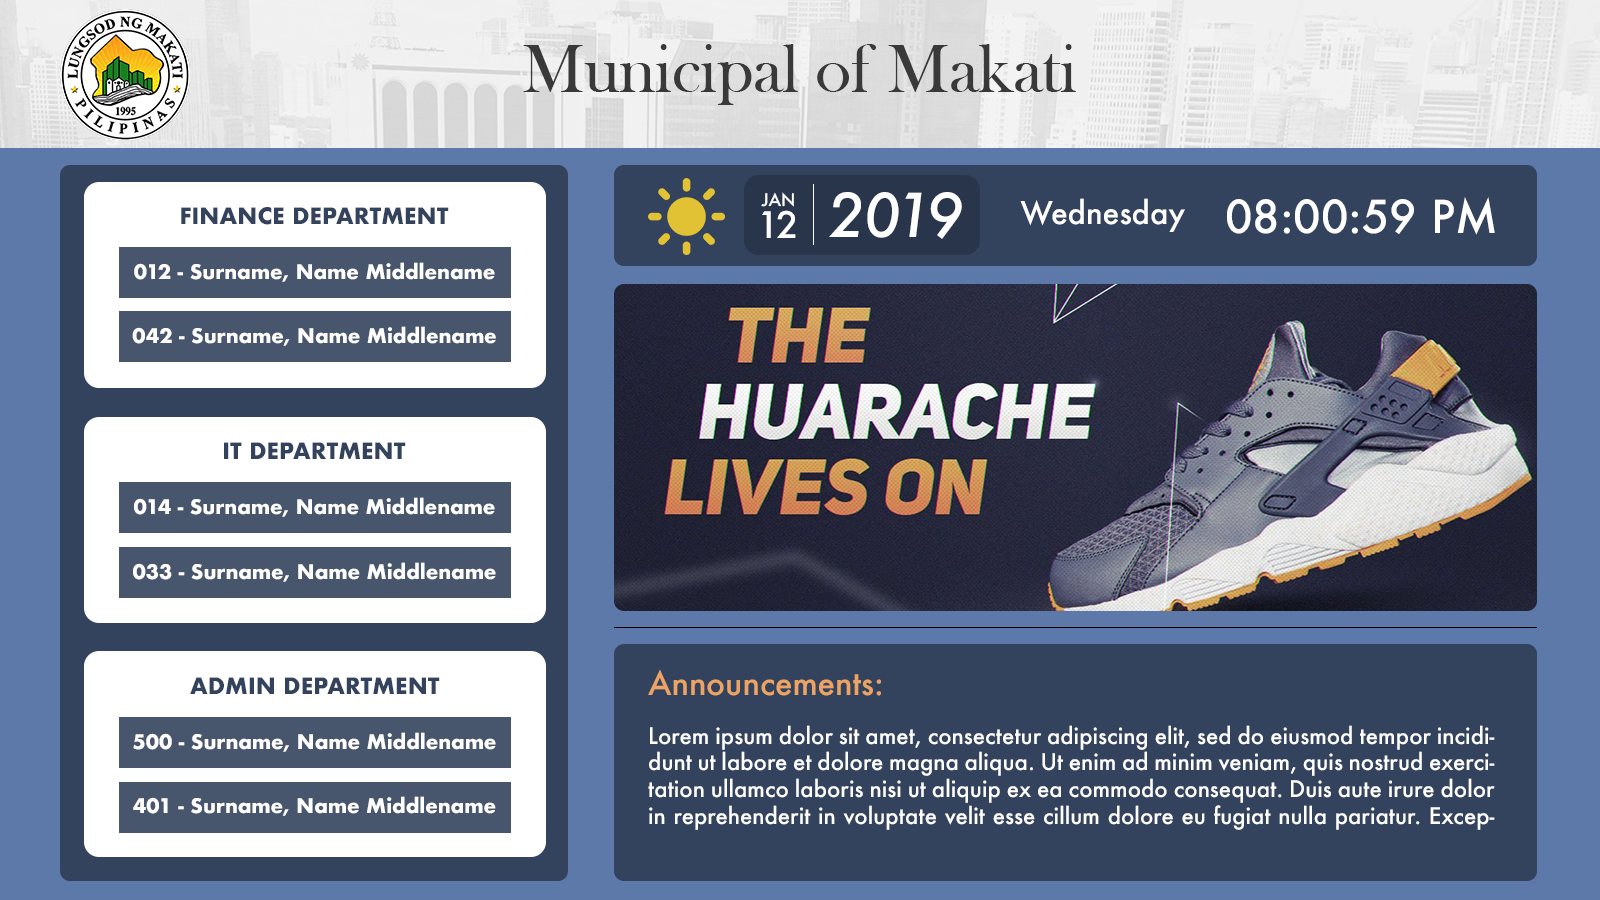 LUNGSOD NG MAKATI
1995
PILIPINAS
Municipal of Makati
FINANCE DEPARTMENT
012 - Surname, Name Middlename
042 - Surname, Name Middlename
IT DEPARTMENT
014 - Surname, Name Middlename
033 - Surname, Name Middlename
ADMIN DEPARTMENT
500 - Surname, Name Middlename
401 - Surname, Name Middlename
JAN
12
2019
Wednesday
08:00:59 PM
THE
HUARACHE
LIVES ON
Announcements:
Lorem ipsum dolor sit amet, consectetur adipiscing elit, sed do eiusmod tempor incidi-
dunt ut labore et dolore magna aliqua. Ut enim ad minim veniam, quis nostrud exerci-
tation ullamco laboris nisi ut aliquip ex ea commodo consequat. Duis aute irure dolor
in reprehenderit in voluptate velit esse cillum dolore eu fugiat nulla pariatur. Excep-